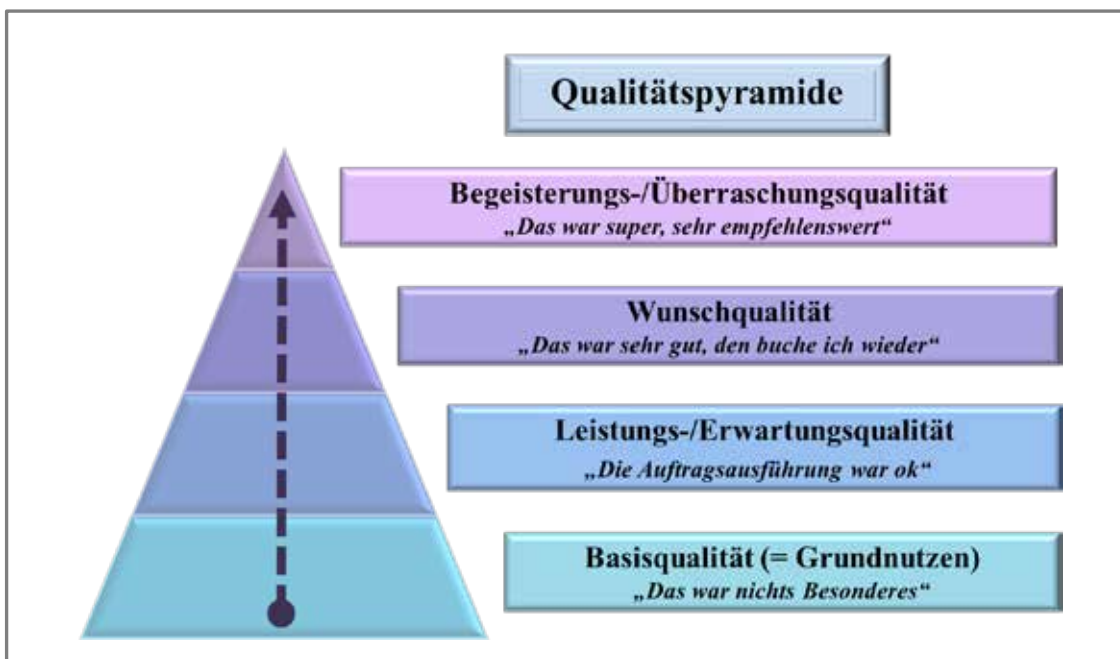 Qualitätspyramide
Begeisterungs-/Überraschungsqualität
„Das war super, sehr empfehlenswert“
Wunschqualität
„Das war sehr gut, den buche ich wieder“
Leistungs-/Erwartungsqualität
„Die Auftragsausführung war ok“
Basisqualität (= Grundnutzen)
„Das war nichts Besonderes“